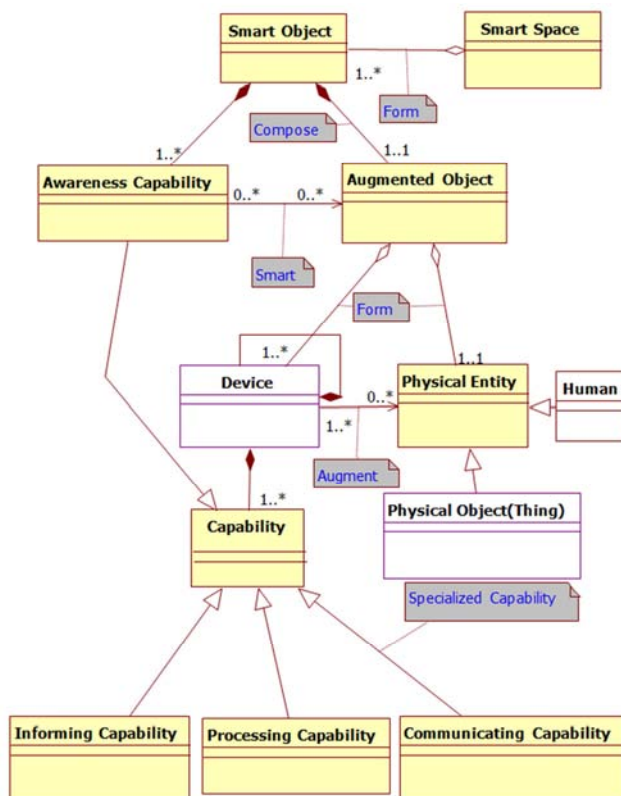 Smart Object
Smart Space
1..*
Form
Compose
1..*
1..1
Awareness Capability
Augmented Object
0..*
0..*
Smart
Form
1..*
1..1
Device
Physical Entity
Human
0..*
1..*
Augment
1..*
Capability
Physical Object(Thing)
Specialized Capability
Informing Capability
Processing Capability
Communicating Capability